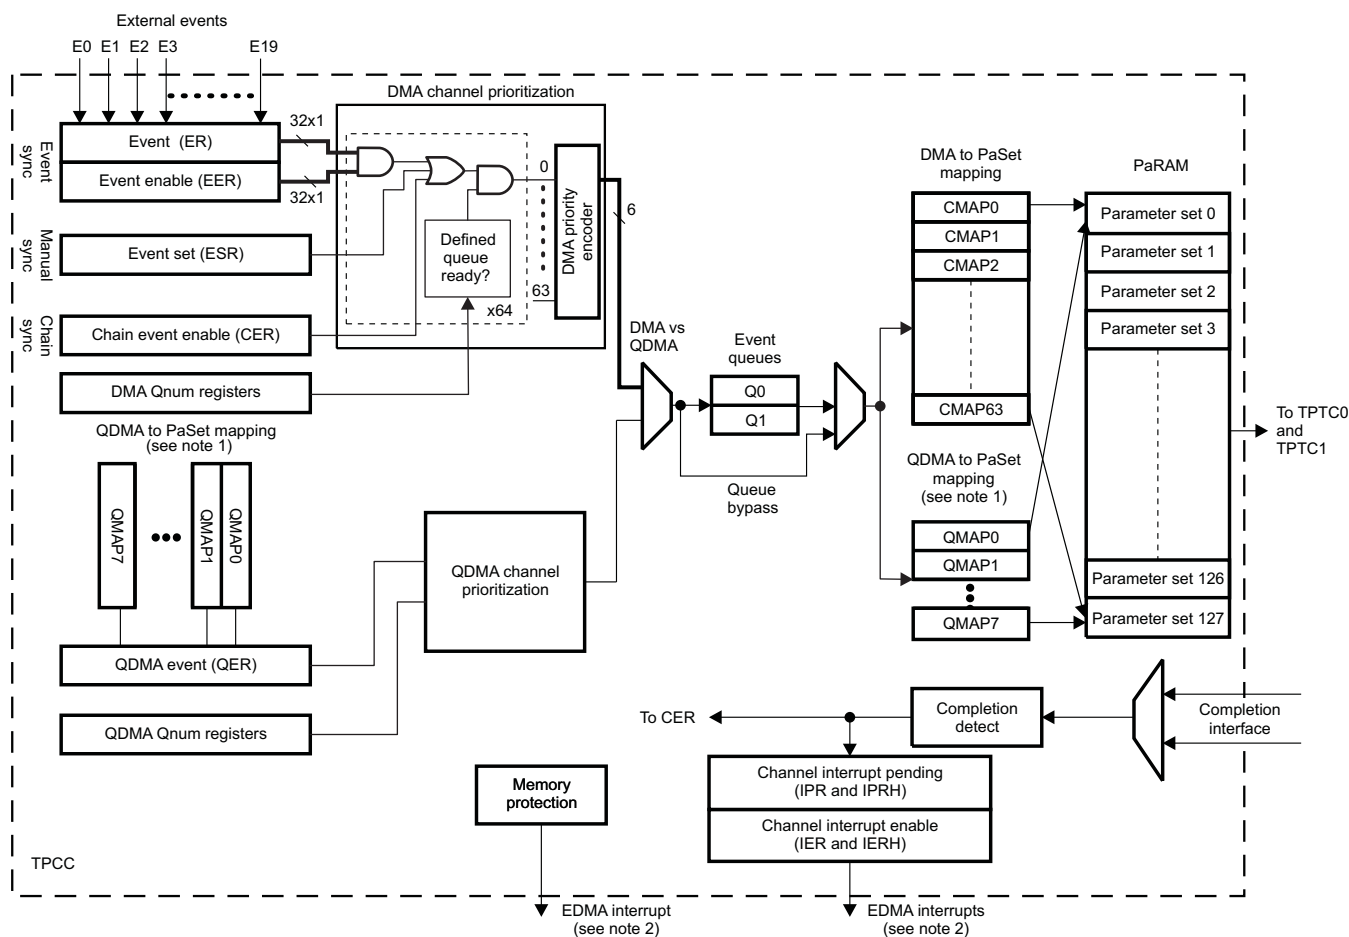 External events
E0
E1
E2
E3
E19
DMA channel prioritization
Event
sync
Event (ER)
Event enable (EER)
32x1
32x1
Manual
sync
Event set (ESR)
Chain
sync
Chain event enable (CER)
DMA Qnum registers
Defined
queue
ready?
x64
0
63
DMA priority
encoder
6
DMA vs
QDMA
Event
queues
Q0
Q1
Queue
bypass
DMA to PaSet
mapping
CMAP0
CMAP1
CMAP2
CMAP63
PaRAM
Parameter set 0
Parameter set 1
Parameter set 2
Parameter set 3
Parameter set 126
Parameter set 127
To TPTC0
and
TPTC1
QDMA to PaSet mapping
(see note 1)
QMAP7
QMAP1
QMAP0
QDMA channel
prioritization
QDMA to PaSet
mapping
(see note 1)
QMAP0
QMAP1
QMAP7
QDMA event (QER)
QDMA Qnum registers
To CER
Completion
detect
Completion
interface
Channel interrupt pending
(IPR and IPRH)
Channel interrupt enable
(IER and IERH)
Memory
protection
TPCC
EDMA interrupt
(see note 2)
EDMA interrupts
(see note 2)